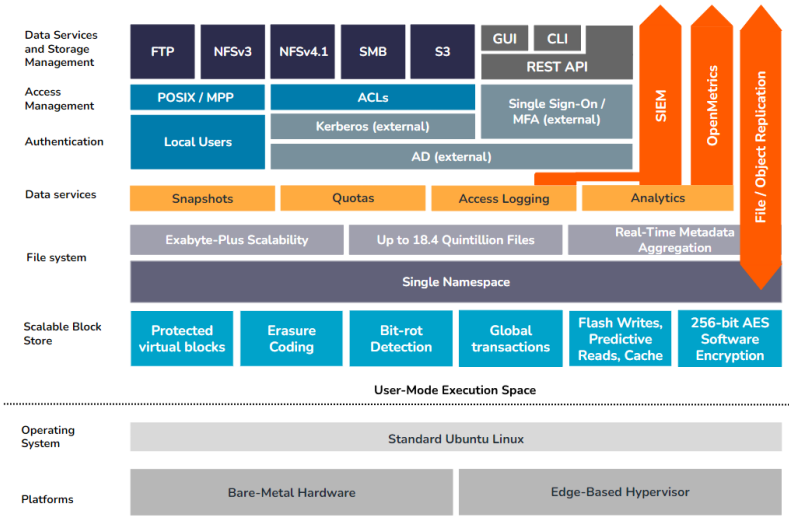 Data Services
and Storage
Management
FTP
NFSv3
NFSv4.1
SMB
S3
GUI
CLI
REST API
SIEM
OpenMetrics
File / Object Replication
Access
Management
POSIX / MPP
ACLs
Single Sign-On /
MFA (external)
Authentication
Local Users
Kerberos (external)
AD (external)
Data services
Snapshots
Quotas
Access Logging
Analytics
File system
Exabyte-Plus Scalability
Up to 18.4 Quintillion Files
Real-Time Metadata
Aggregation
Single Namespace
Scalable Block
Store
Protected
virtual blocks
Erasure
Coding
Bit-rot
Detection
Global
transactions
Flash Writes,
Predictive
Reads, Cache
256-bit AES
Software
Encryption
User-Mode Execution Space
Operating
System
Standard Ubuntu Linux
Platforms
Bare-Metal Hardware
Edge-Based Hypervisor